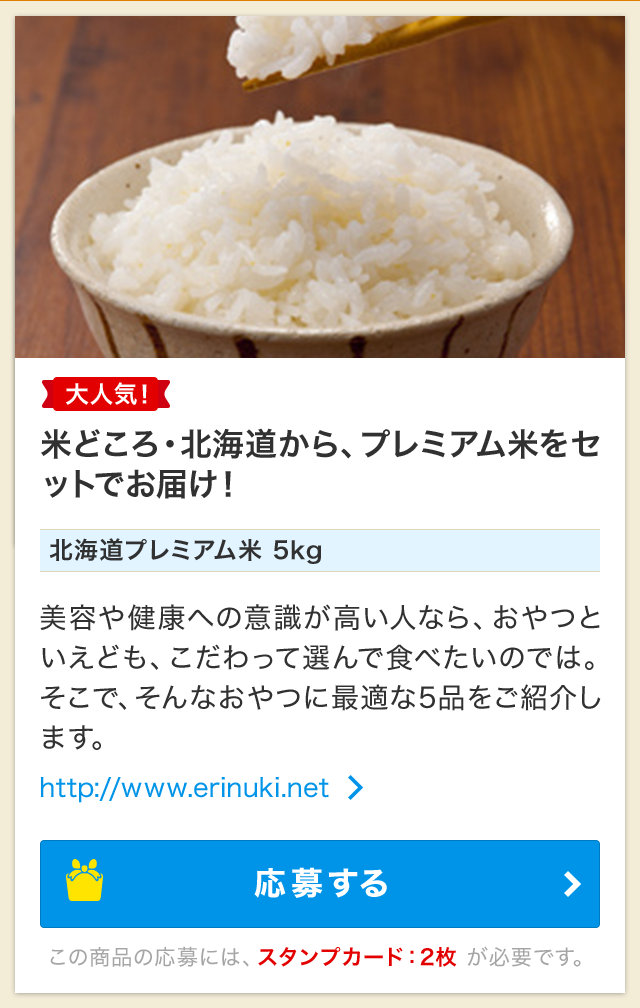 大人気！
米どころ・北海道から、プレミアム米をセ
ットでお届け！
北海道プレミアム米 5kg
美容や健康への意識が高い人なら、おやつと
いえども、こだわって選んで食べたいのでは。
そこで、そんなおやつに最適な5品をご紹介し
ます。
http://www.erinuki.net
応募する
この商品の応募には、スタンプカード：2枚 が必要です。